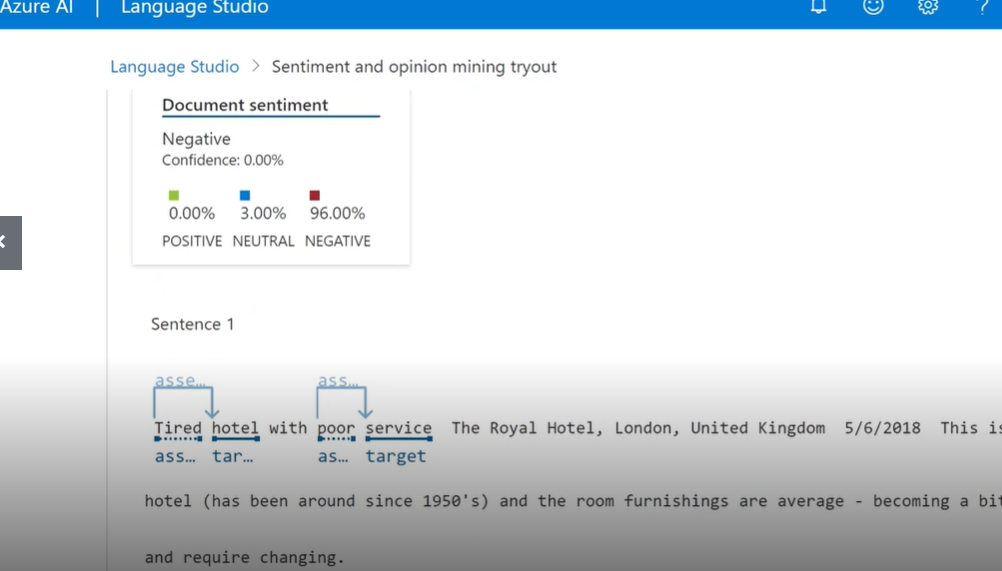 Azure AI | Language Studio ?
Language Studio > Sentiment and opinion mining tryout
Document sentiment
Negative
Confidence: 0.00%
0.00% 3.00% 96.00%
POSITIVE NEUTRAL NEGATIVE
Sentence 1
asse... ass...
Tired hotel with poor service The Royal Hotel, London, United Kingdom 5/6/2018 This is
ass... tar... as... target
hotel (has been around since 1950's) and the room furnishings are average - becoming a bit
and require changing.